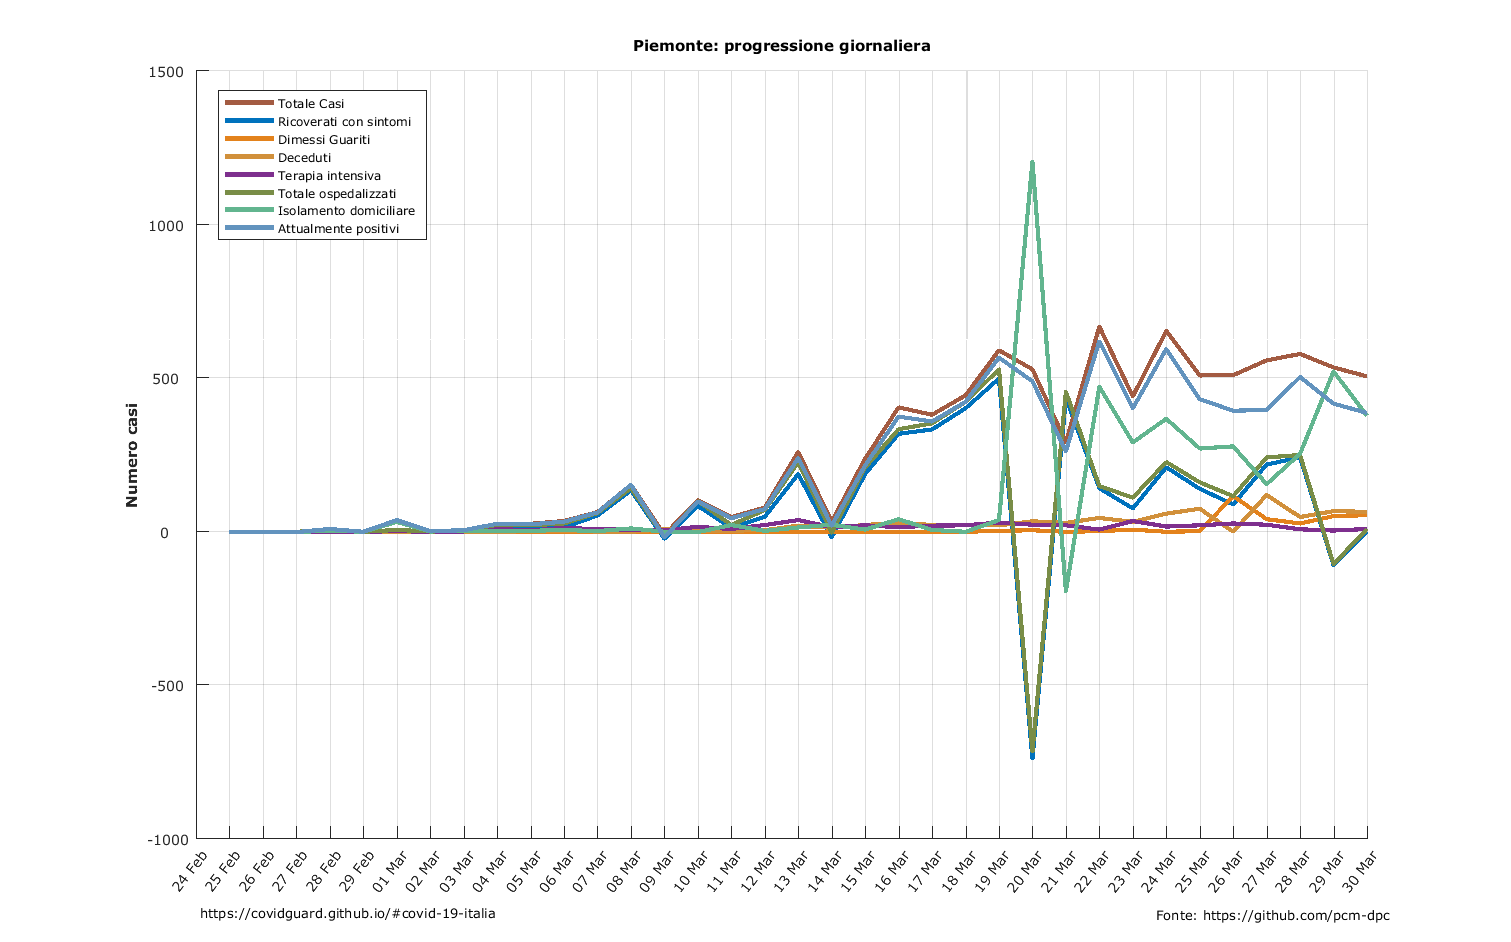 Piemonte: progressione giornaliera
Numero casi
1500
1000
500
0
-500
-1000
Totale Casi
Ricoverati con sintomi
Dimessi Guariti
Deceduti
Terapia intensiva
Totale ospedalizzati
Isolamento domiciliare
Attualmente positivi
24 Feb
25 Feb
26 Feb
27 Feb
28 Feb
29 Feb
01 Mar
02 Mar
03 Mar
04 Mar
05 Mar
06 Mar
07 Mar
08 Mar
09 Mar
10 Mar
11 Mar
12 Mar
13 Mar
14 Mar
15 Mar
16 Mar
17 Mar
18 Mar
19 Mar
20 Mar
21 Mar
22 Mar
23 Mar
24 Mar
25 Mar
26 Mar
27 Mar
28 Mar
29 Mar
30 Mar
https://covidguard.github.io/#covid-19-italia
Fonte: https://github.com/pcm-dpc